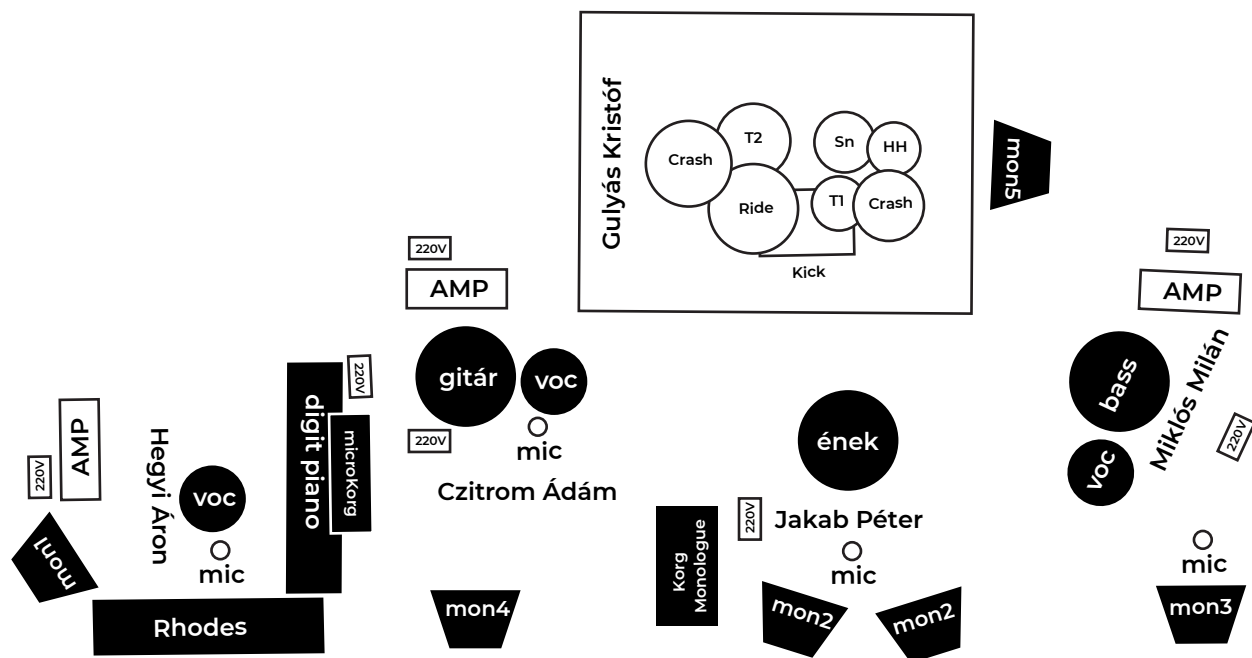 Gulyás Kristóf
Crash
T2
Ride
Sn
HH
T1
Crash
Kick
mon5
220V
AMP
gitár
voc
220V
mic
Czitrom Ádám
220V
AMP
bass
voc
Miklós Milán
220V
mic
mon3
220V
AMP
Hegyi Áron
voc
mic
mon1
Rhodes
digit piano
microKorg
220V
mon4
ének
Jakab Péter
220V
mic
Korg
Monologue
mon2
mon2